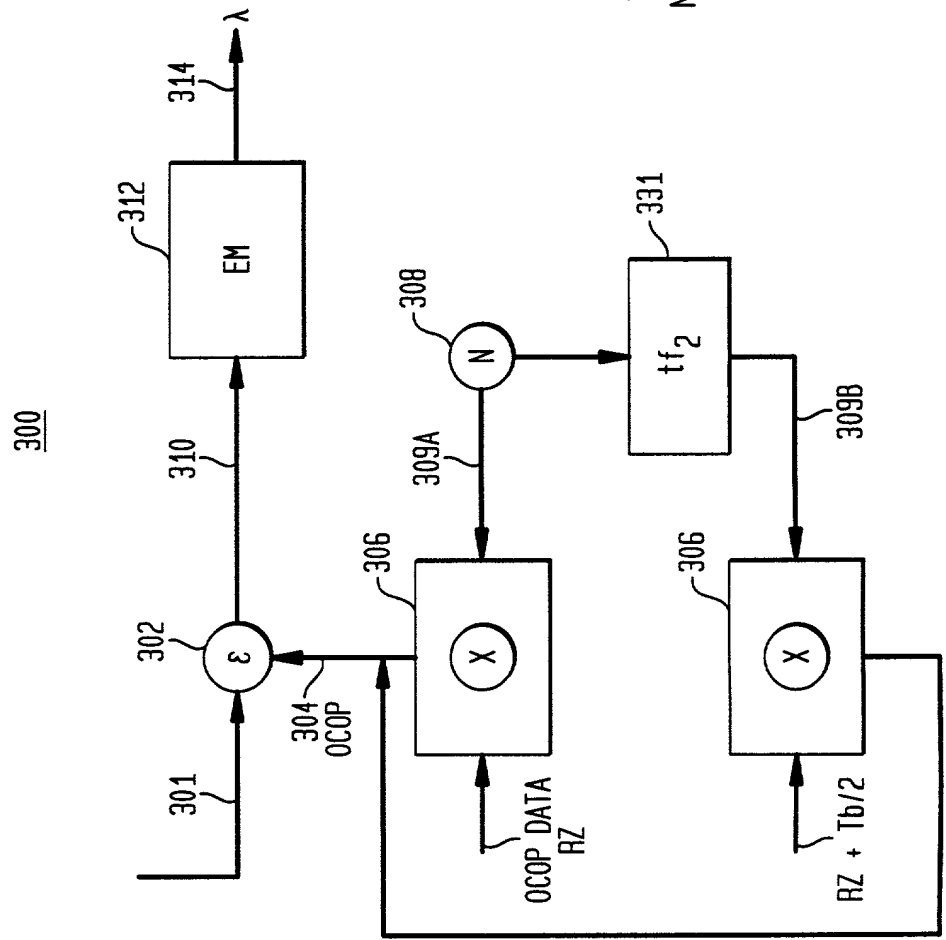 300
λ
314
312
EM
310
302
ε
301
304
OCOP
306
X
OCOP DATA
RZ
309A
308
N
331
tf2
309B
306
X
RZ + Tb/2